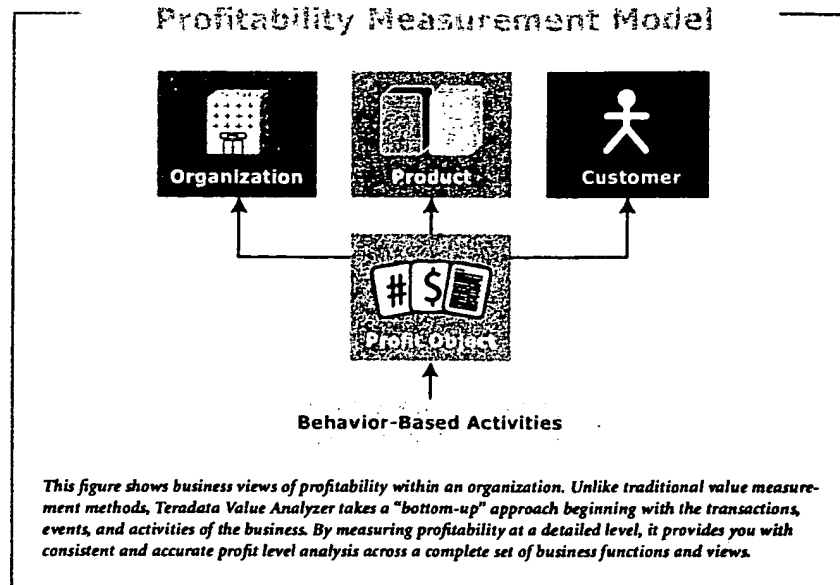 Profitability Measurement Model
Organization
Product
Customer
# $
Profit Object
Behavior-Based Activities
This figure shows business views of profitability within an organization. Unlike traditional value measure-
ment methods, Teradata Value Analyzer takes a "bottom-up" approach beginning with the transactions,
events, and activities of the business. By measuring profitability at a detailed level, it provides you with
consistent and accurate profit level analysis across a complete set of business functions and views.